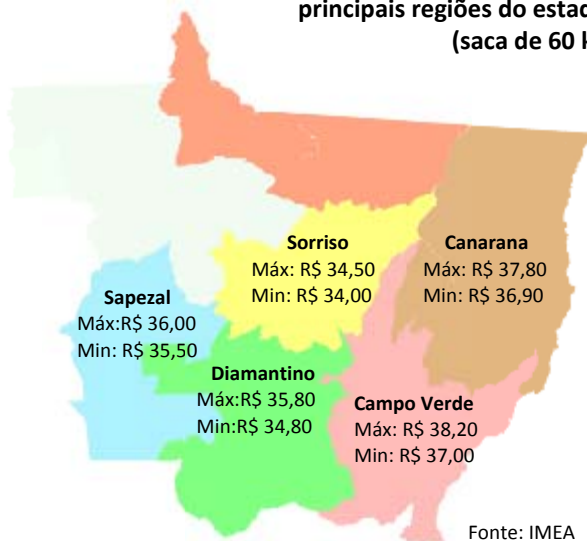 principais regiões do estad
(saca de 60 k
Sorriso
Máx: R$ 34,50
Min: R$ 34,00
Canarana
Máx: R$ 37,80
Min: R$ 36,90
Sapezal
Máx:R$ 36,00
Min: R$ 35,50
Diamantino
Máx:R$ 35,80
Min:R$ 34,80
Campo Verde
Máx: R$ 38,20
Min: R$ 37,00
Fonte: IMEA